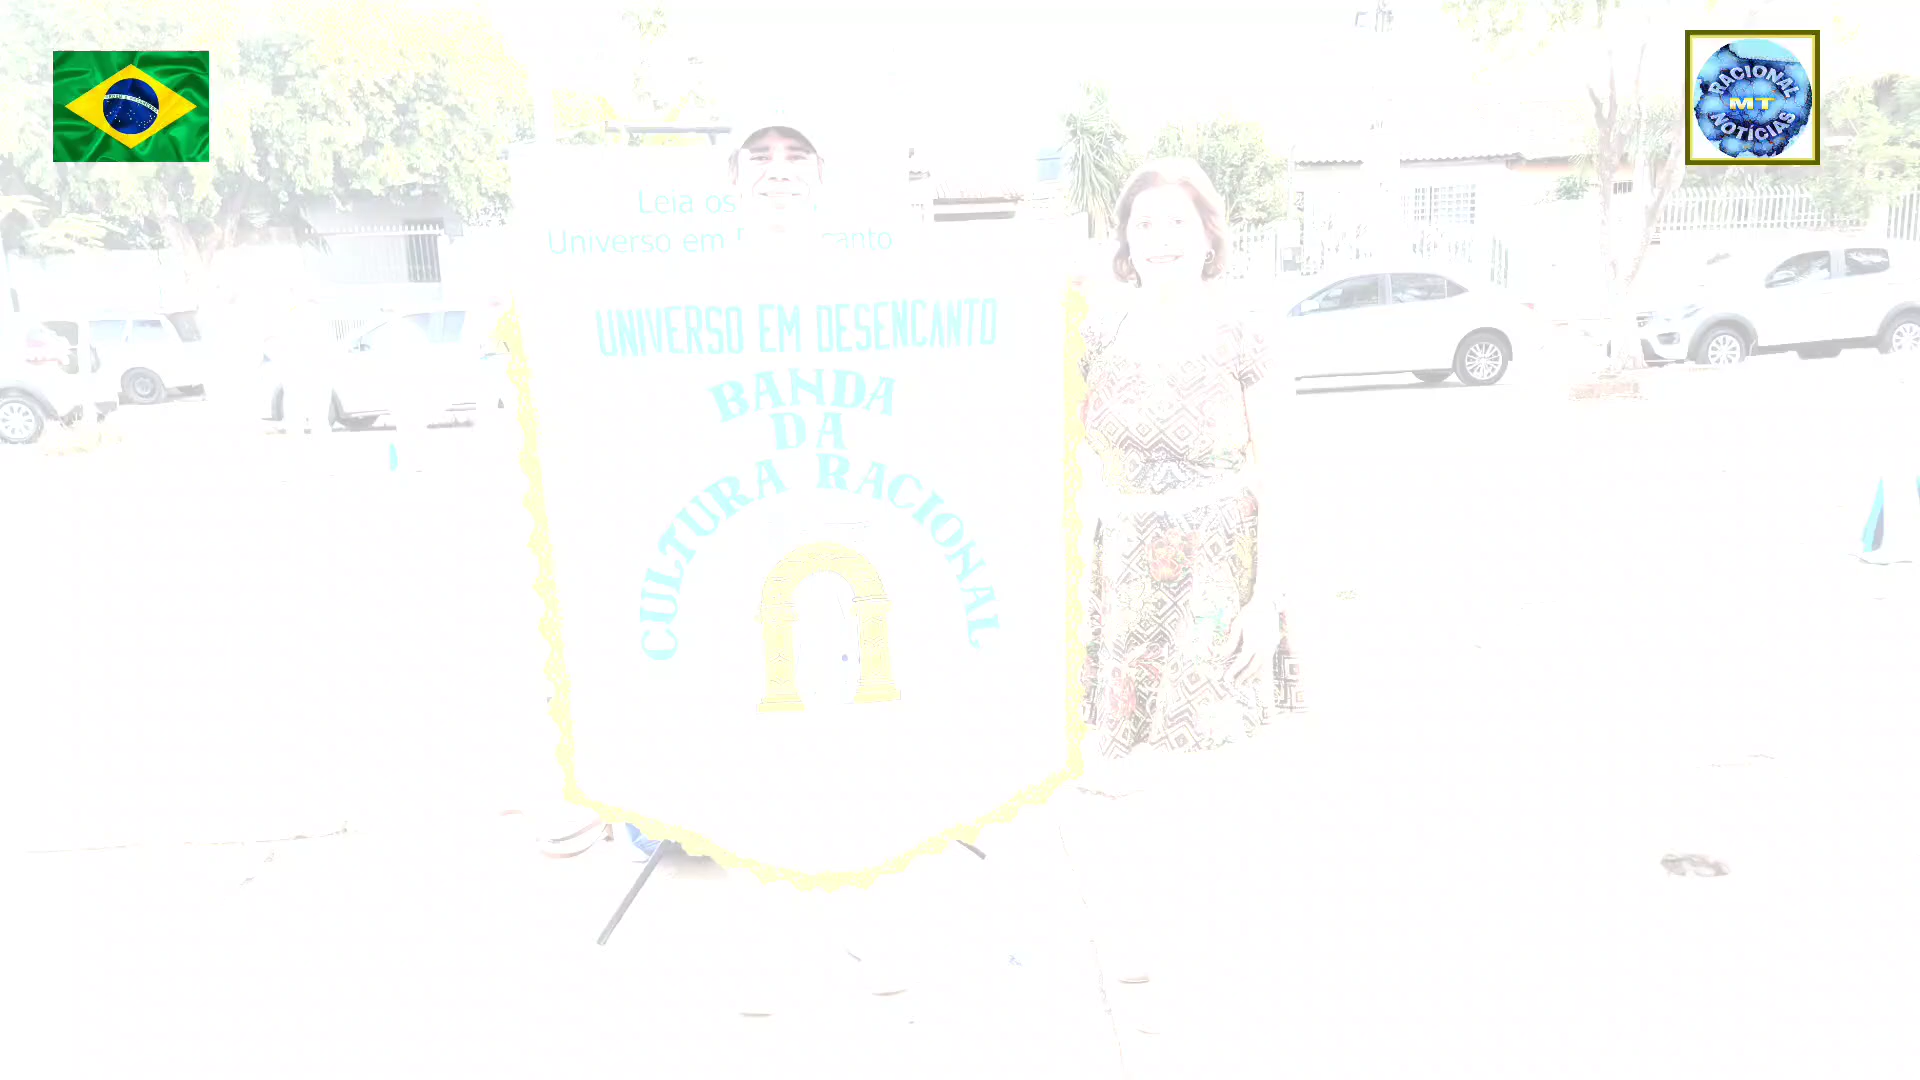 RACIONAL
MT
NOTÍCIAS
Leia os
Universo em
UNIVERSO EM DESENCANTO
BANDA
DA
CULTURA RACIONAL